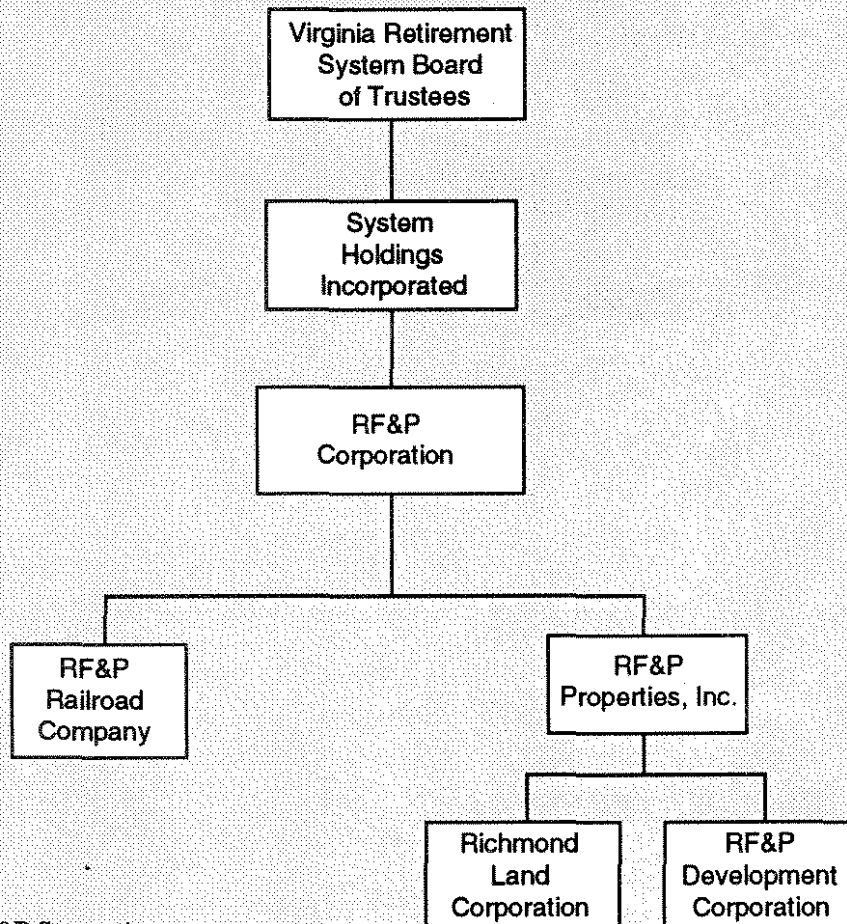 Virginia Retirement
System Board
of Trustees
System
Holdings
Incorporated
RF&P
Corporation
RF&P
Railroad
Company
RF&P
Properties, Inc.
Richmond
Land
Corporation
RF&P
Development
Corporation